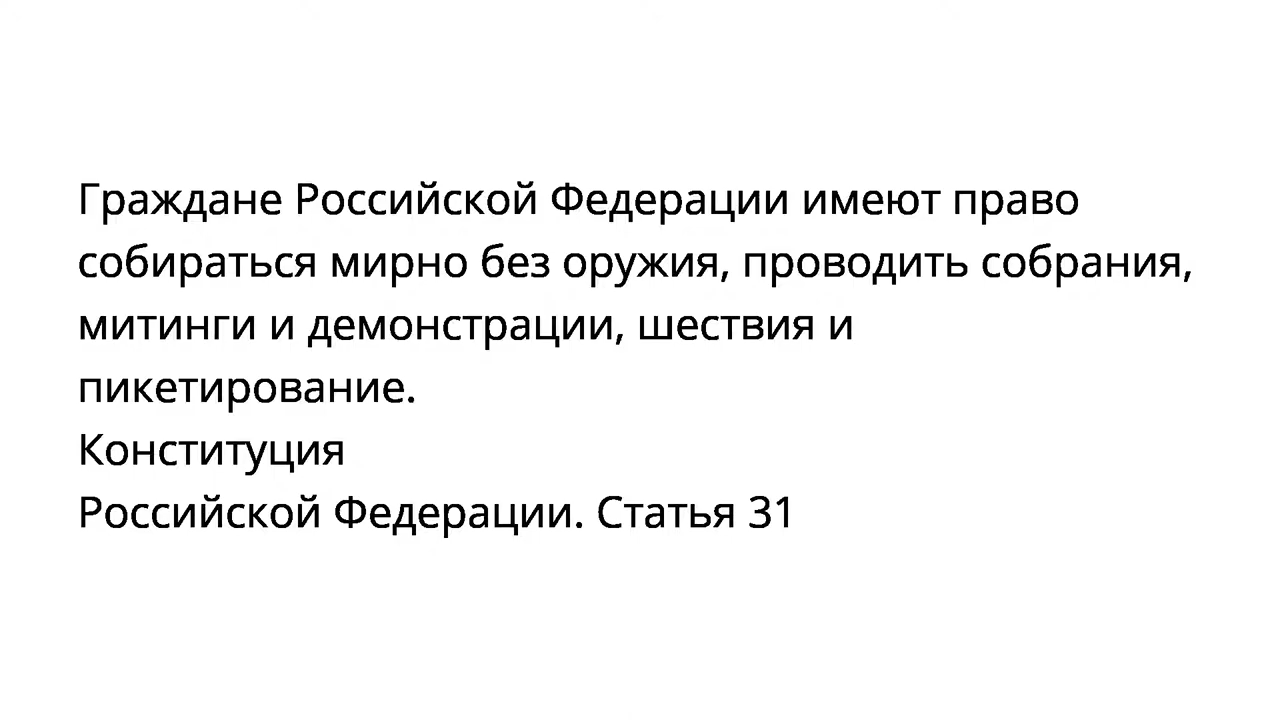 Граждане Российской Федерации имеют право
собираться мирно без оружия, проводить собрания,
митинги и демонстрации, шествия и
пикетирование.
Конституция
Российской Федерации. Статья 31